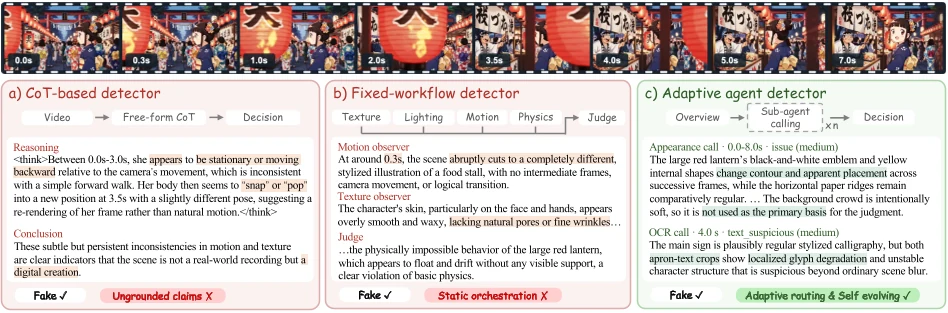 0.0s
0.3s
1.0s
2.0s
3.5s
4.0s
5.0s
7.0s
a) CoT-based detector
Video
Free-form CoT
Decision
Reasoning
<think>Between 0.0s-3.0s, she appears to be stationary or moving
backward relative to the camera's movement, which is inconsistent
with a simple forward walk. Her body then seems to "snap" or "pop"
into a new position at 3.5s with a slightly different pose, suggesting a
re-rendering of her frame rather than natural motion.</think>
Conclusion
These subtle but persistent inconsistencies in motion and texture
are clear indicators that the scene is not a real-world recording but a
digital creation.
Fake ✓
Ungrounded claims ✗
b) Fixed-workflow detector
Texture
Lighting
Motion
Physics
Judge
Motion observer
At around 0.3s, the scene abruptly cuts to a completely different,
stylized illustration of a food stall, with no intermediate frames,
camera movement, or logical transition.
Texture observer
The character's skin, particularly on the face and hands, appears
overly smooth and waxy, lacking natural pores or fine wrinkles…
Judge
…the physically impossible behavior of the large red lantern,
which appears to float and drift without any visible support, a
clear violation of basic physics.
Fake ✓
Static orchestration ✗
c) Adaptive agent detector
Overview
Sub-agent
calling
×n
Decision
Appearance call · 0.0-8.0s · issue (medium)
The large red lantern's black-and-white emblem and yellow
internal shapes change contour and apparent placement across
successive frames, while the horizontal paper ridges remain
comparatively regular. … The background crowd is intentionally
soft, so it is not used as the primary basis for the judgment.
OCR call · 4.0 s · text_suspicious (medium)
The main sign is plausibly regular stylized calligraphy, but both
apron-text crops show localized glyph degradation and unstable
character structure that is suspicious beyond ordinary scene blur.
Fake ✓
Adaptive routing & Self evolving ✓